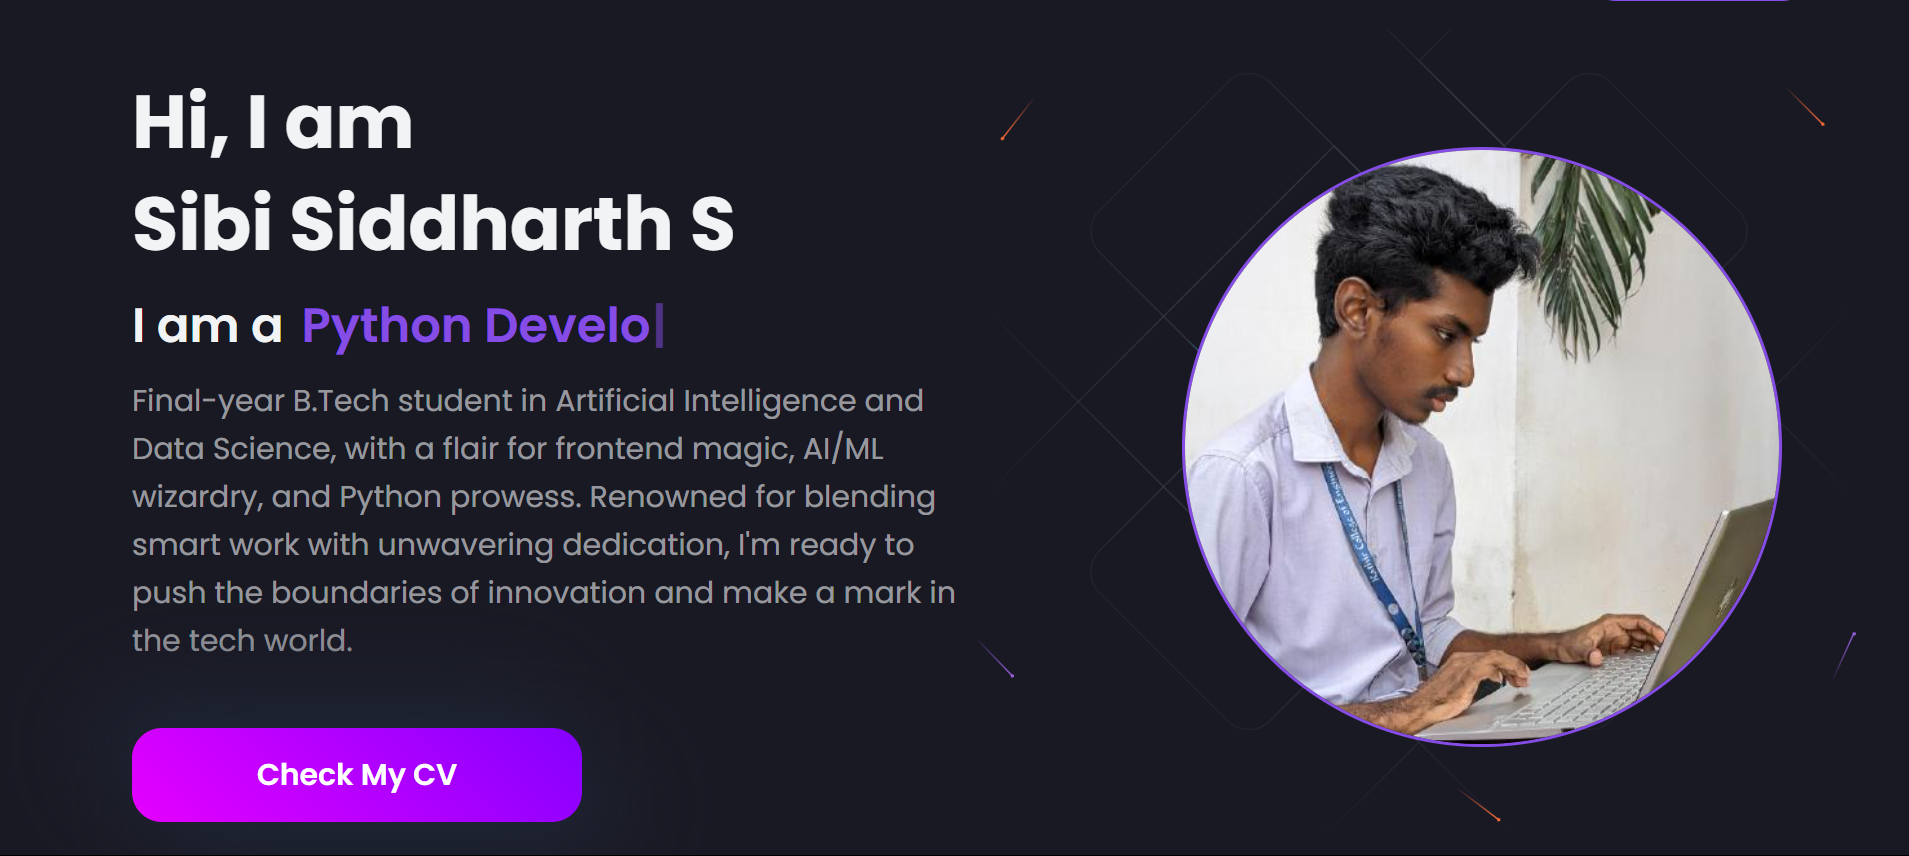 Hi, I am
Sibi Siddharth S
I am a Python Develo
Final-year B.Tech student in Artificial Intelligence and
Data Science, with a flair for frontend magic, AI/ML
wizardry, and Python prowess. Renowned for blending
smart work with unwavering dedication, I'm ready to
push the boundaries of innovation and make a mark in
the tech world.
Check My CV